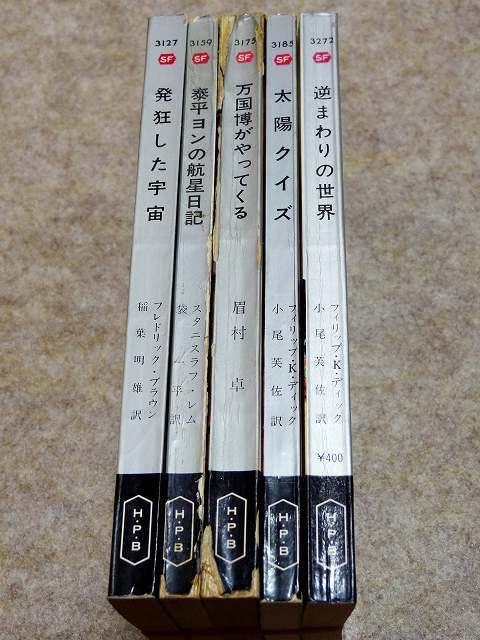 3127
SF
発狂した宇宙
フレドリック・ブラウン
稲葉明雄訳
H・P・B
3159
SF
泰平ヨンの航星日記
スタニスラフ・レム
袋一平訳
H・P・B
3175
SF
万国博がやってくる
眉村卓
H・P・B
3185
SF
太陽クイズ
フィリップ・K・ディック
小尾芙佐訳
H・P・B
3272
SF
逆まわりの世界
フィリップ・K・ディック
小尾芙佐訳
¥400
H・P・B